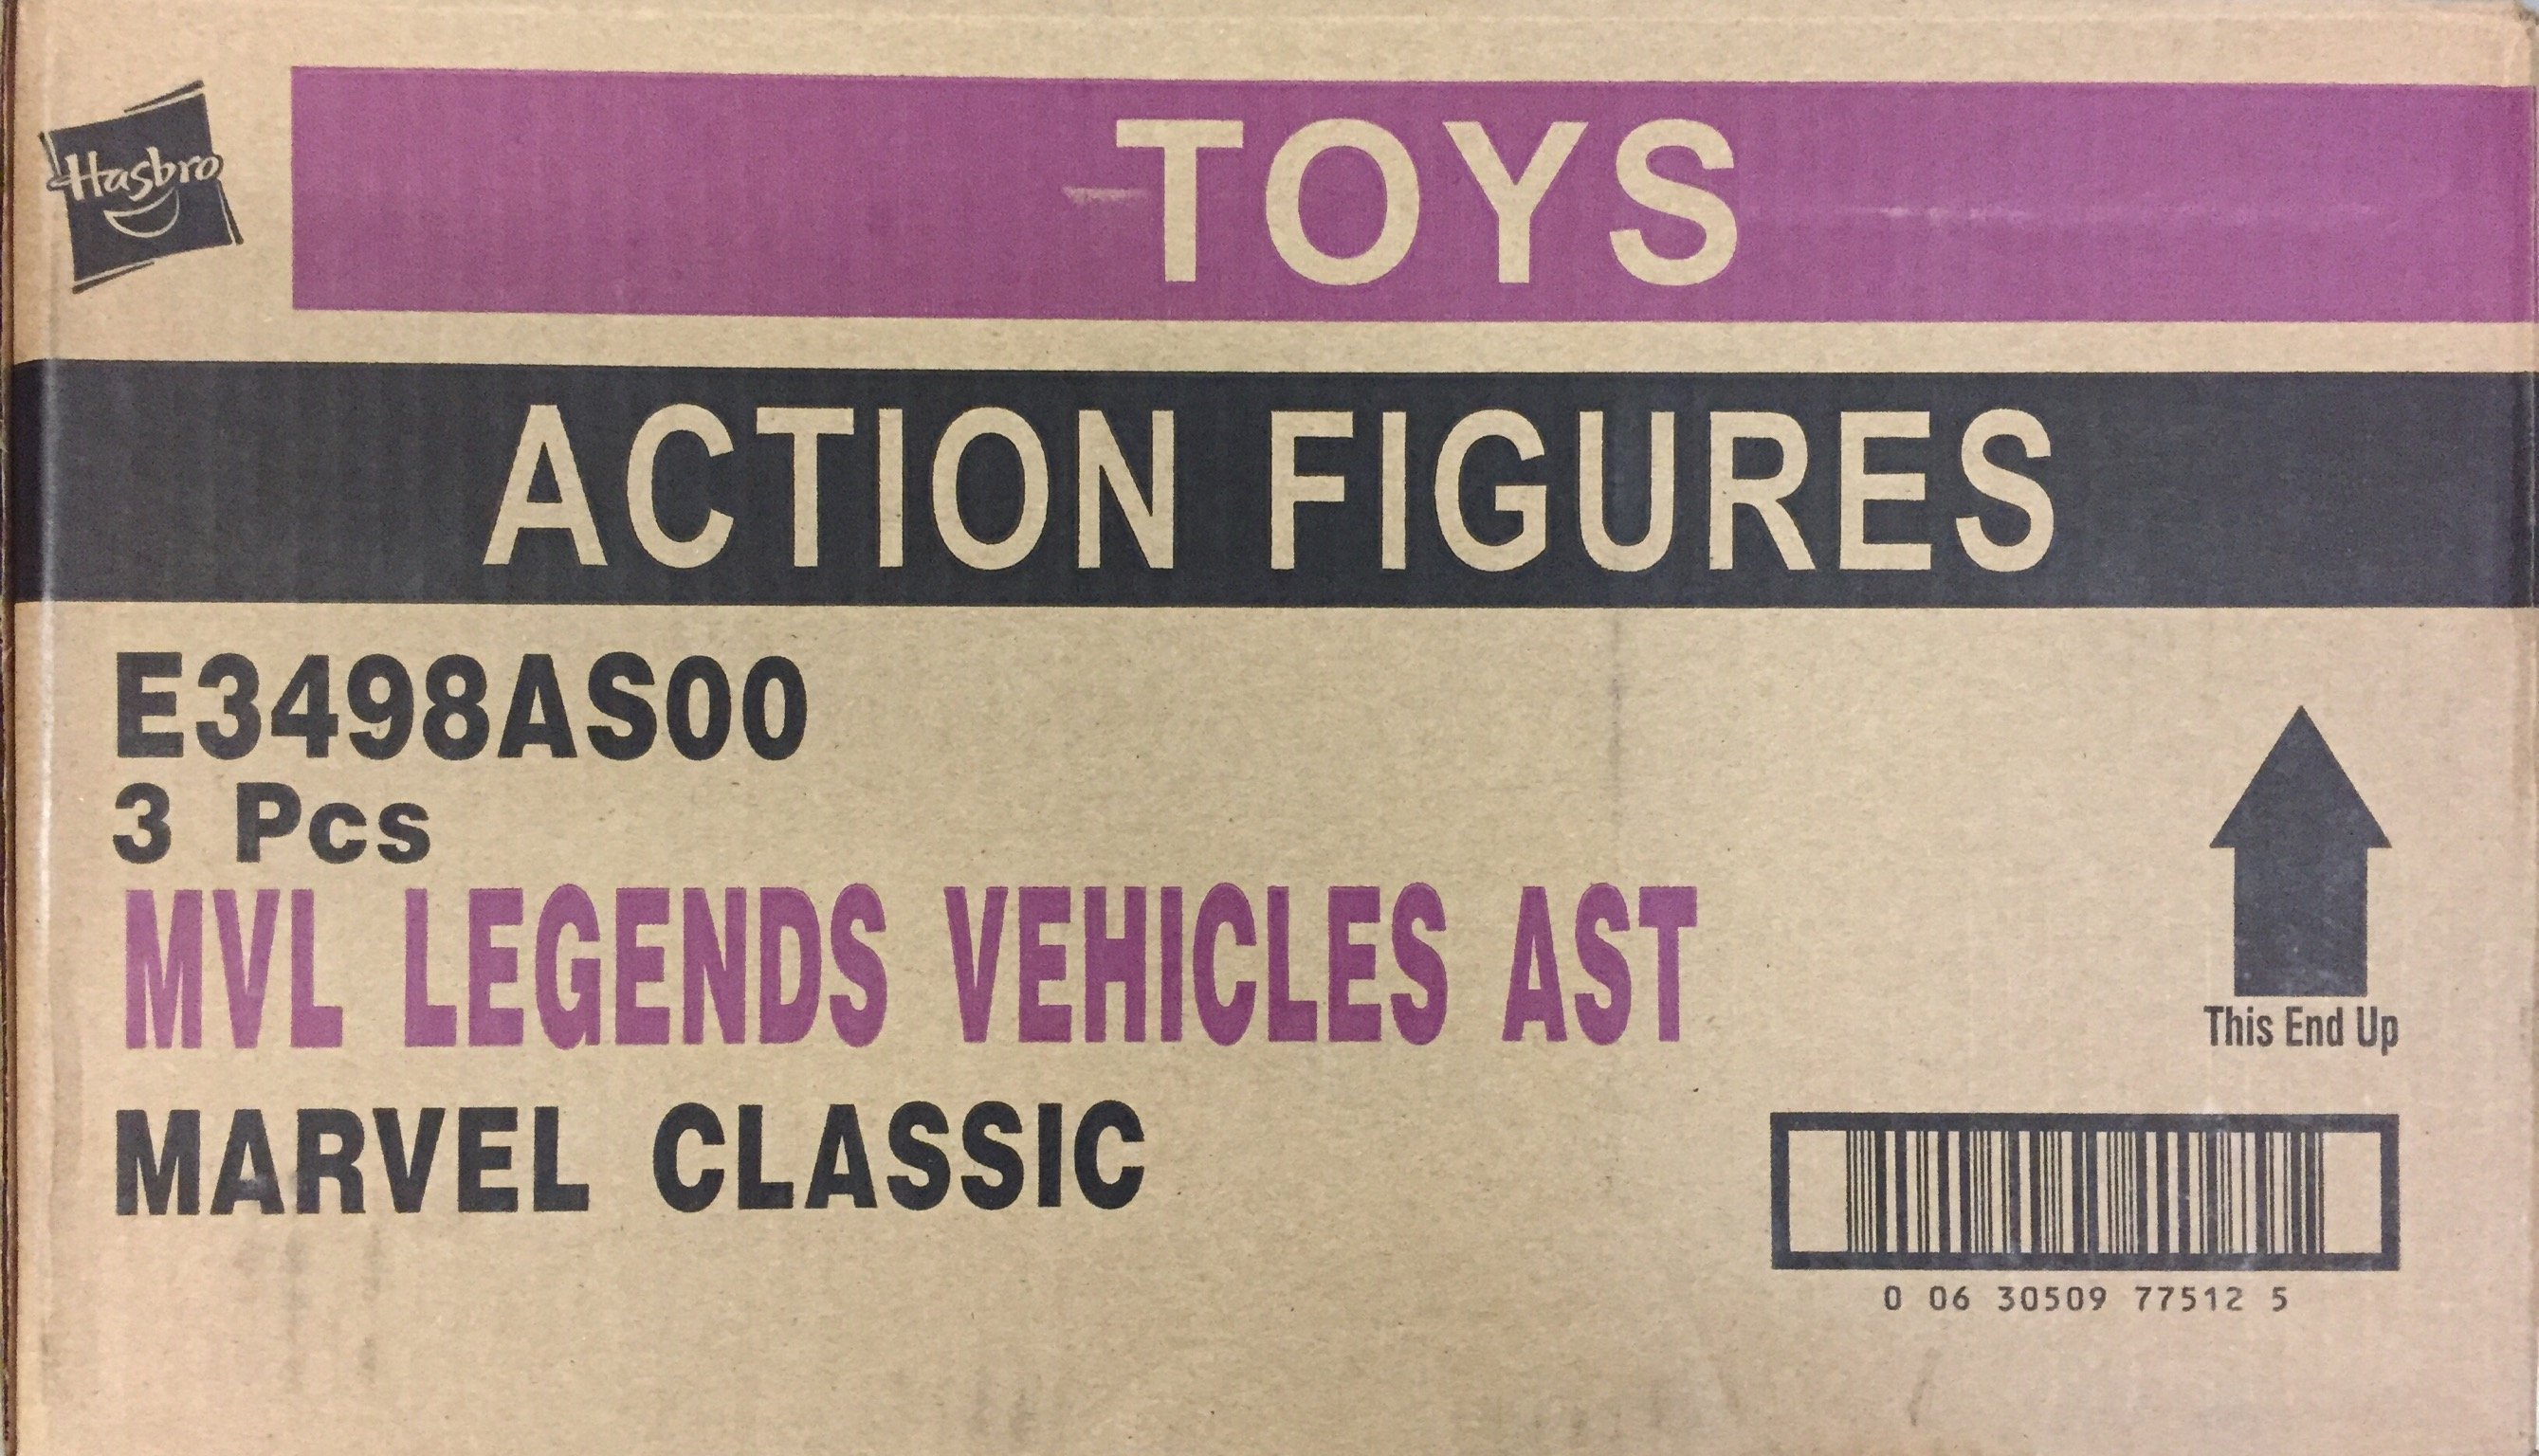 Hasbro
TOYS
ACTION FIGURES
E3498AS00
3 Pcs
MVL LEGENDS VEHICLES AST
MARVEL CLASSIC
This End Up
0 06 30509 77512 5